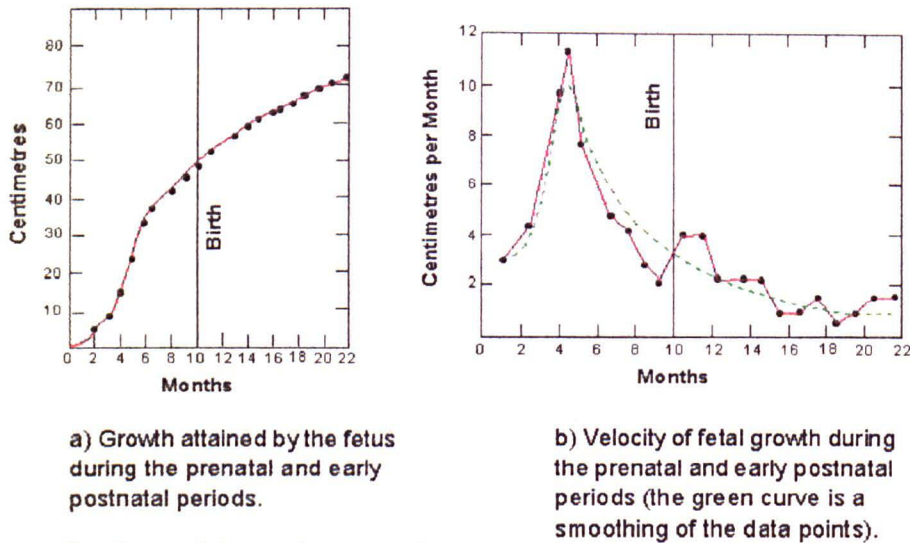 90
80
70
60
50
40
30
20
10
Centimetres
Birth
0 2 4 6 8 10 12 14 16 18 20 22
Months
a) Growth attained by the fetus
during the prenatal and early
postnatal periods.
12
10
8
6
4
2
Centimetres per Month
Birth
0 2 4 6 8 10 12 14 16 18 20 22
Months
b) Velocity of fetal growth during
the prenatal and early postnatal
periods (the green curve is a
smoothing of the data points).